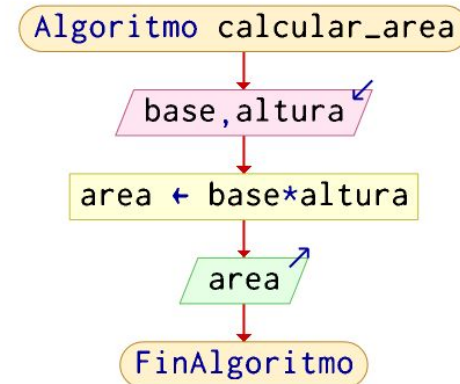 Algoritmo calcular_area
base,altura
area ← base*altura
area
FinAlgoritmo